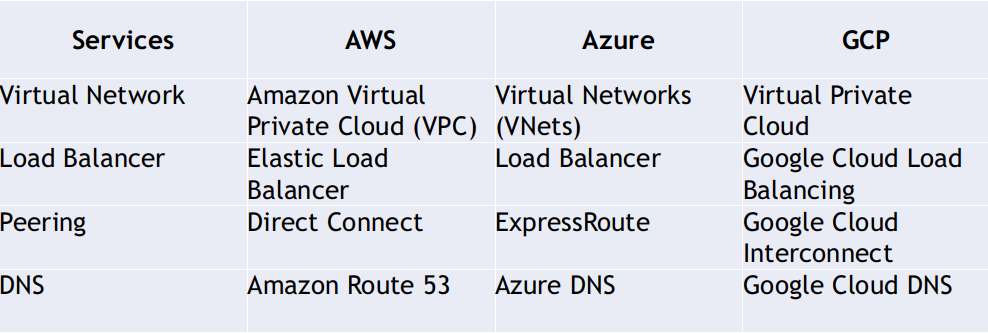 Services AWS Azure GCP
Virtual Network Amazon Virtual Virtual Networks Virtual Private
Private Cloud (VPC) (VNets) Cloud
Load Balancer Elastic Load Load Balancer Google Cloud Load
Balancer Balancing
Peering Direct Connect ExpressRoute Google Cloud
Interconnect
DNS Amazon Route 53 Azure DNS Google Cloud DNS